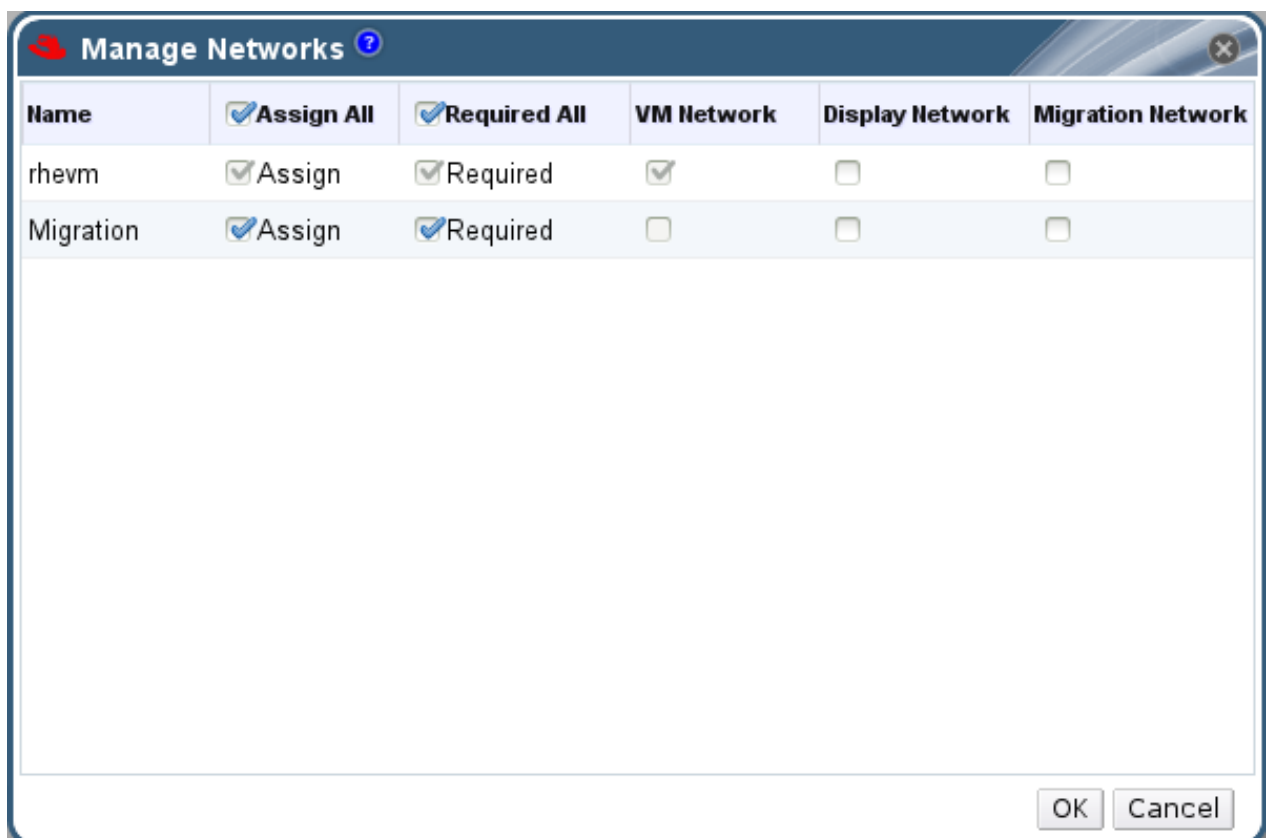 Manage Networks ?
Name Assign All Required All VM Network Display Network Migration Network
rhevm Assign Required
Migration Assign Required
OK Cancel